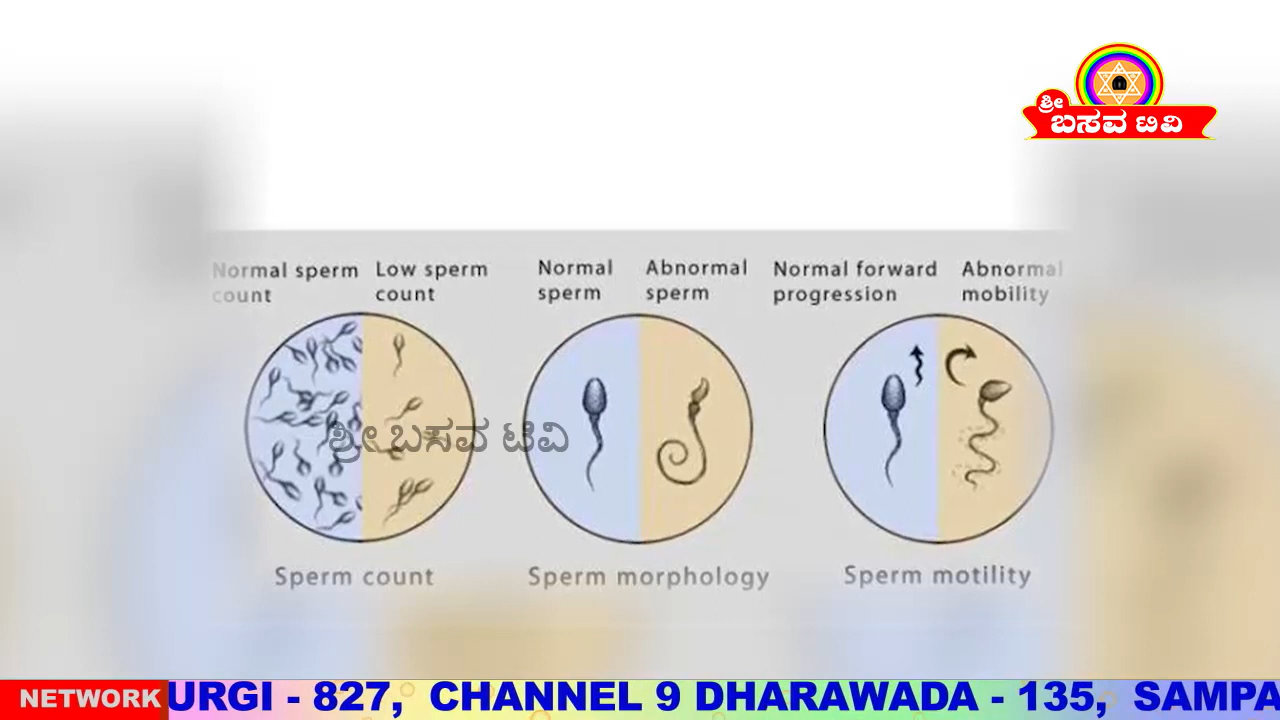 ಶ್ರೀ
ಬಸವ ಟಿವಿ
Normal sperm count
Low sperm count
Normal sperm
Abnormal sperm
Normal forward progression
Abnormal mobility
ಶ್ರೀ ಬಸವ ಟಿವಿ
Sperm count
Sperm morphology
Sperm motility
NETWORK
URGI - 827, CHANNEL 9 DHARAWADA - 135, SAMPA